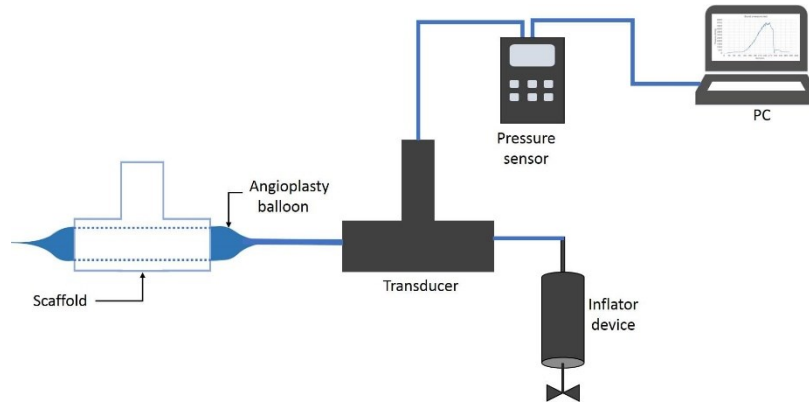 PC
Pressure
sensor
Angioplasty
balloon
Transducer
Scaffold
Inflator
device